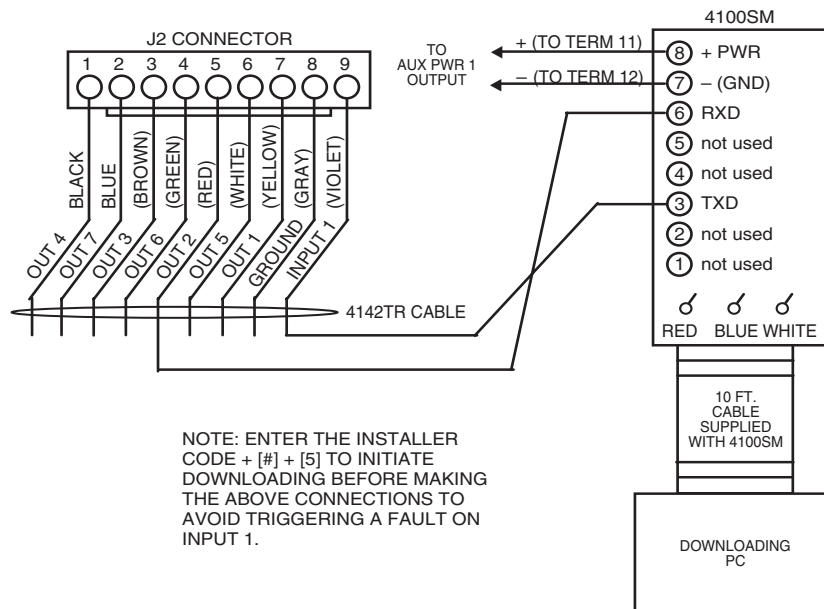 4100SM
J2 CONNECTOR
1 2 3 4 5 6 7 8 9
BLACK
BLUE
(BROWN)
(GREEN)
(RED)
(WHITE)
(YELLOW)
(GRAY)
(VIOLET)
OUT 4
OUT 7
OUT 3
OUT 6
OUT 2
OUT 5
OUT 1
GROUND
INPUT 1
4142TR CABLE
TO
AUX PWR 1
OUTPUT
+ (TO TERM 11)
– (TO TERM 12)
8 + PWR
7 – (GND)
6 RXD
5 not used
4 not used
3 TXD
2 not used
1 not used
RED BLUE WHITE
10 FT.
CABLE
SUPPLIED
WITH 4100SM
NOTE: ENTER THE INSTALLER
CODE + [#] + [5] TO INITIATE
DOWNLOADING BEFORE MAKING
THE ABOVE CONNECTIONS TO
AVOID TRIGGERING A FAULT ON
INPUT 1.
DOWNLOADING
PC